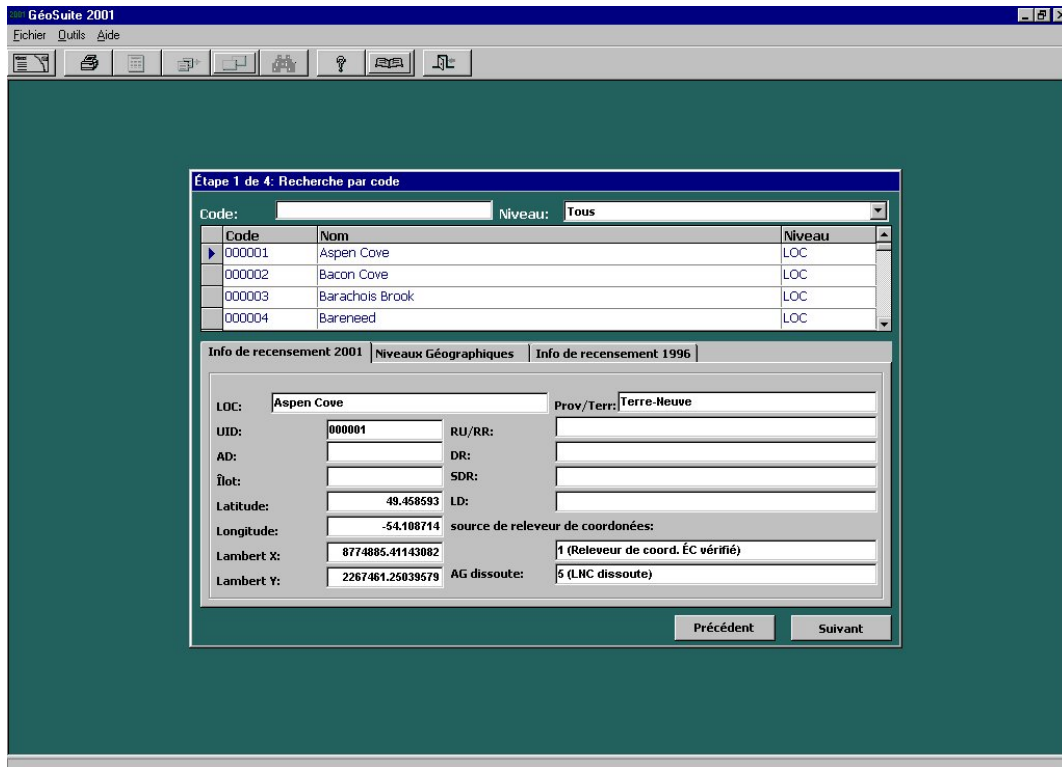 2001 GéoSuite 2001
Fichier Outils Aide
Étape 1 de 4: Recherche par code
Code: Niveau: Tous
Code Nom Niveau
000001 Aspen Cove LOC
000002 Bacon Cove LOC
000003 Barachois Brook LOC
000004 Bareneed LOC
Info de recensement 2001 Niveaux Géographiques Info de recensement 1996
LOC: Aspen Cove Prov/Terr: Terre-Neuve
UID: 000001 RU/RR:
AD: DR:
Îlot: SDR:
Latitude: 49.458593 LD:
Longitude: -54.108714 source de releveur de coordonées:
Lambert X: 8774885.41143082 1 (Releveur de coord. ÉC vérifié)
Lambert Y: 2267461.25039579 AG dissoute: 5 (LNC dissoute)
Précédent Suivant